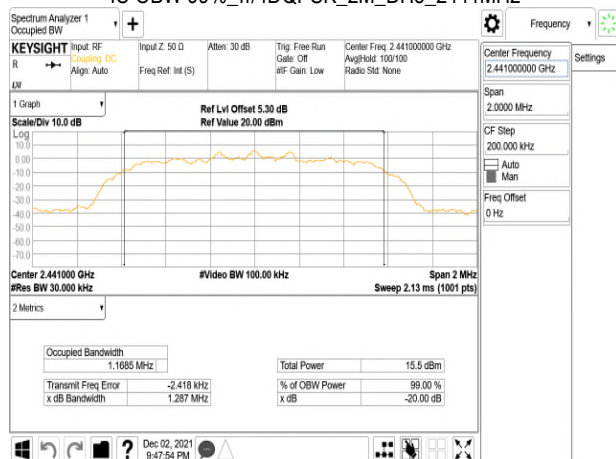 Spectrum Analyzer 1
Occupied BW
Frequency
KEYSIGHT
Input: RF
Coupling: DC
Align: Auto
Input Z: 50 Ω
Freq Ref: Int (S)
Atten: 30 dB
Trig: Free Run
Gate: Off
#IF Gain: Low
Center Freq: 2.441000000 GHz
Avg|Hold: 100/100
Radio Std: None
R
LXI
Center Frequency
2.441000000 GHz
Settings
Span
2.0000 MHz
CF Step
200.000 kHz
Auto
Man
Freq Offset
0 Hz
1 Graph
Scale/Div 10.0 dB
Ref Lvl Offset 5.30 dB
Ref Value 20.00 dBm
Log
10.0
0.00
-10.0
-20.0
-30.0
-40.0
-50.0
-60.0
-70.0
Center 2.441000 GHz
#Video BW 100.00 kHz
Span 2 MHz
#Res BW 30.000 kHz
Sweep 2.13 ms (1001 pts)
2 Metrics
Occupied Bandwidth
1.1685 MHz
Total Power 15.5 dBm
Transmit Freq Error -2.418 kHz
% of OBW Power 99.00 %
x dB Bandwidth 1.287 MHz
x dB -20.00 dB
?
Dec 02, 2021
9:47:54 PM